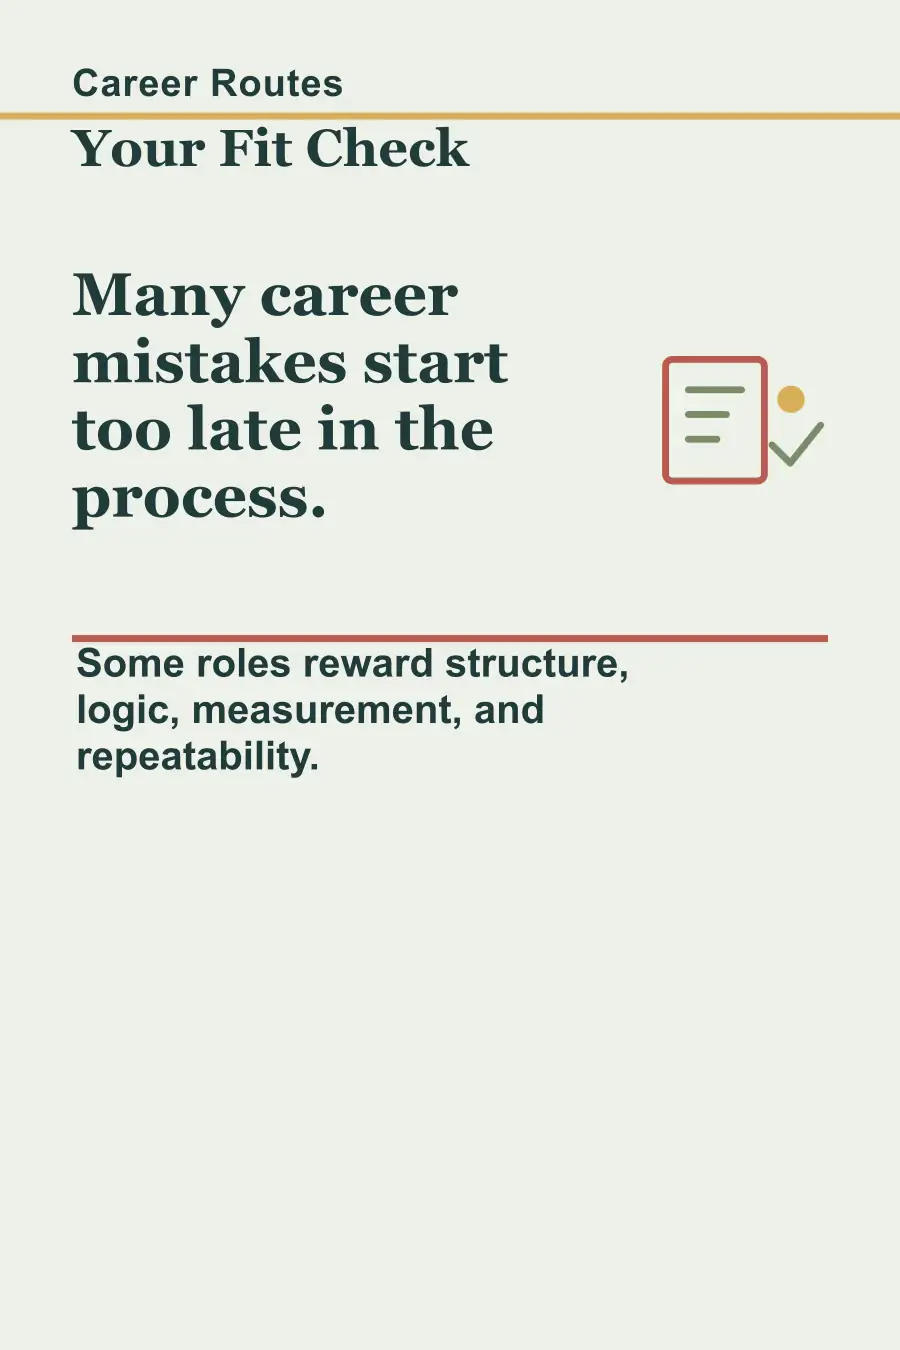 Career Routes
Your Fit Check
Many career
mistakes start
too late in the
process.
Some roles reward structure,
logic, measurement, and
repeatability.